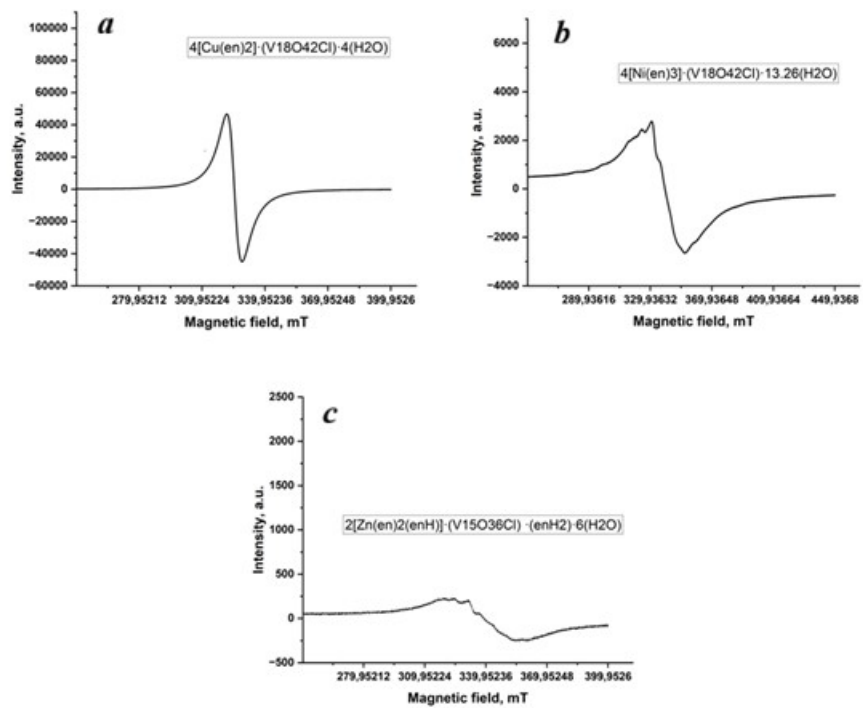 a
4[Cu(en)2]·(V18O42Cl)·4(H2O)
Intensity, a.u.
100000
80000
60000
40000
20000
0
−20000
−40000
−60000
279,95212 309,95224 339,95236 369,95248 399,9526
Magnetic field, mT
b
4[Ni(en)3]·(V18O42Cl)·13.26(H2O)
Intensity, a.u.
6000
4000
2000
0
−2000
−4000
289,93616 329,93632 369,93648 409,93664 449,9368
Magnetic field, mT
c
2[Zn(en)2(enH)]·(V15O36Cl) ·(enH2)·6(H2O)
Intensity, a.u.
2500
2000
1500
1000
500
0
−500
279,95212 309,95224 339,95236 369,95248 399,9526
Magnetic field, mT